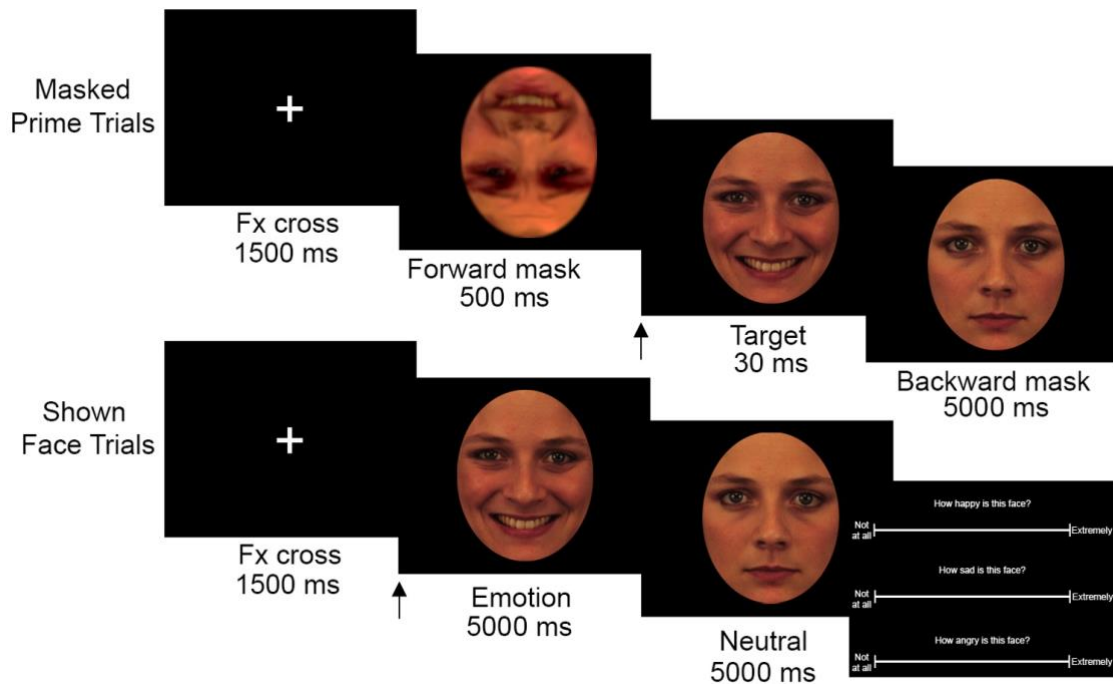 Masked
Prime Trials
Fx cross
1500 ms
Forward mask
500 ms
Target
30 ms
Backward mask
5000 ms
Shown
Face Trials
Fx cross
1500 ms
Emotion
5000 ms
Neutral
5000 ms
How happy is this face?
Not
at all
Extremely
How sad is this face?
Not
at all
Extremely
How angry is this face?
Not
at all
Extremely